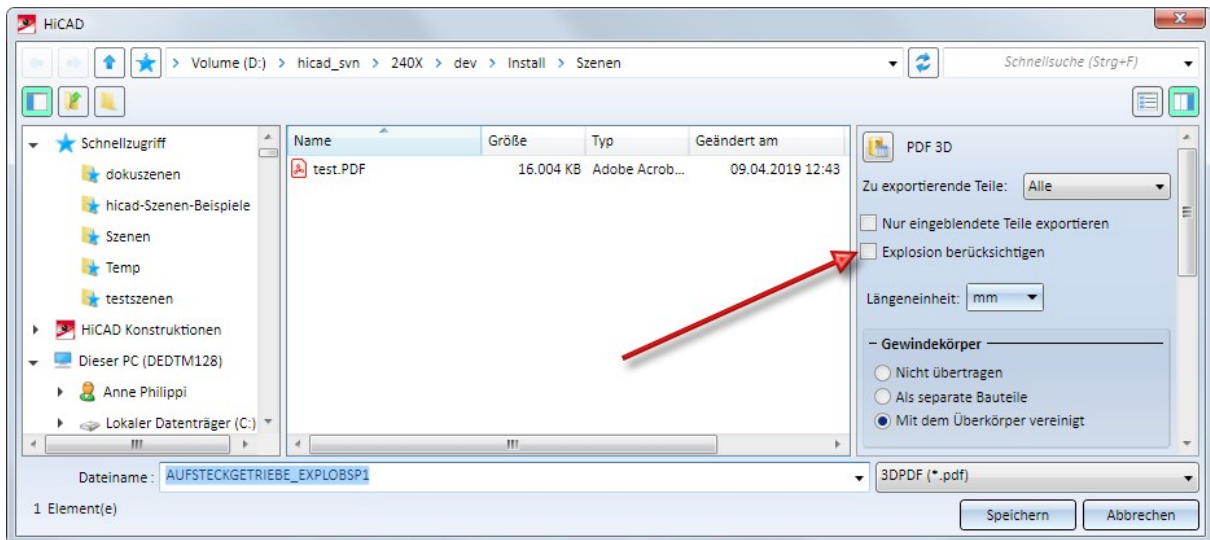 HiCAD
> Volume (D:) > hicad_svn > 240X > dev > Install > Szenen
Schnellsuche (Strg+F)
Schnellzugriff
dokuszenen
hicad-Szenen-Beispiele
Szenen
Temp
testszenen
HiCAD Konstruktionen
Dieser PC (DEDTM128)
Anne Philippi
Lokaler Datenträger (C:)
Name Größe Typ Geändert am
test.PDF 16.004 KB Adobe Acrob... 09.04.2019 12:43
PDF 3D
Zu exportierende Teile: Alle
Nur eingeblendete Teile exportieren
Explosion berücksichtigen
Längeneinheit: mm
Gewindekörper
Nicht übertragen
Als separate Bauteile
Mit dem Überkörper vereinigt
Dateiname : AUFSTECKGETRIEBE_EXPLOBSP1
3DPDF (*.pdf)
1 Element(e)
Speichern Abbrechen